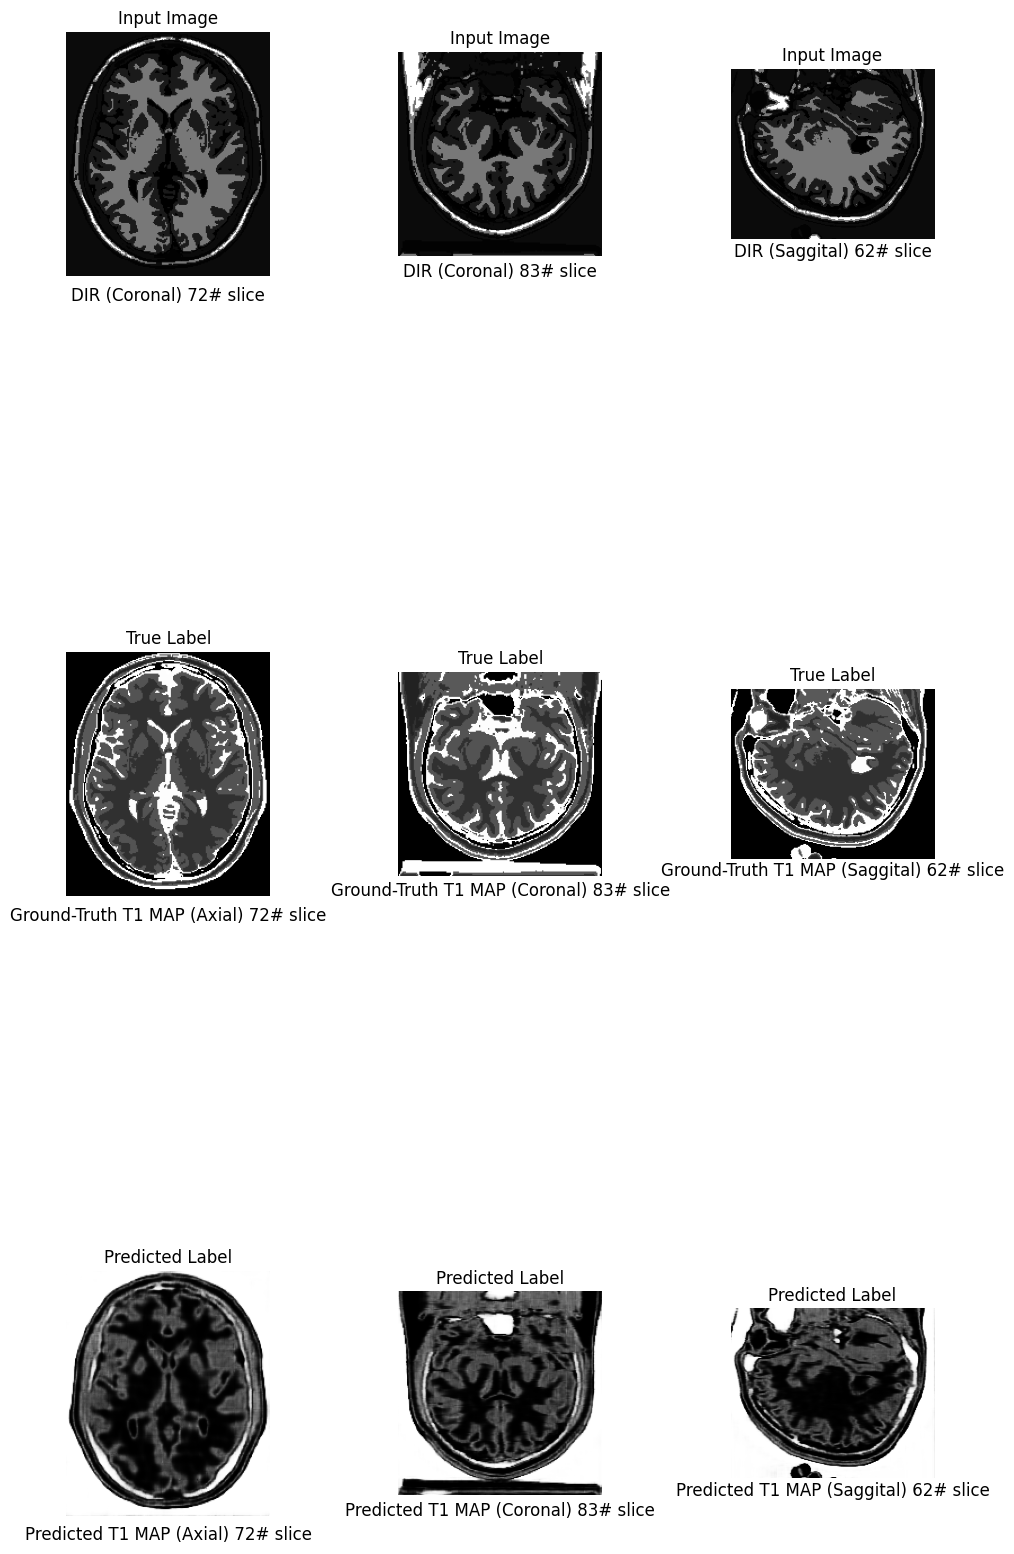 Input Image
Input Image
Input Image
DIR (Coronal) 72# slice
DIR (Coronal) 83# slice
DIR (Saggital) 62# slice
True Label
True Label
True Label
Ground-Truth T1 MAP (Axial) 72# slice
Ground-Truth T1 MAP (Coronal) 83# slice
Ground-Truth T1 MAP (Saggital) 62# slice
Predicted Label
Predicted Label
Predicted Label
Predicted T1 MAP (Axial) 72# slice
Predicted T1 MAP (Coronal) 83# slice
Predicted T1 MAP (Saggital) 62# slice